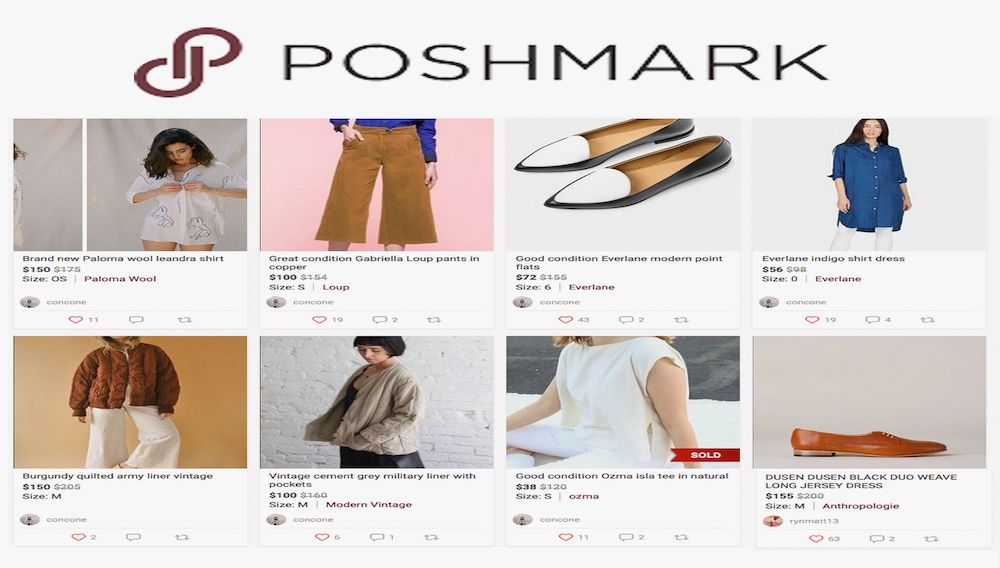 POSHMARK
Brand new Paloma wool leandra shirt
$150 $175
Size: OS | Paloma Wool
concone
11
Great condition Gabriella Loup pants in
copper
$100 $154
Size: S | Loup
concone
19 2
Good condition Everlane modern point
flats
$72 $155
Size: 6 | Everlane
concone
43 2
Everlane indigo shirt dress
$56 $98
Size: 0 | Everlane
concone
19 4
Burgundy quilted army liner vintage
$150 $205
Size: M
concone
2
Vintage cement grey military liner with
pockets
$100 $160
Size: M | Modern Vintage
concone
6 1
SOLD
Good condition Ozma isla tee in natural
$38 $120
Size: S | ozma
concone
11 2
DUSEN DUSEN BLACK DUO WEAVE
LONG JERSEY DRESS
$155 $200
Size: M | Anthropologie
rynmatt13
63 2